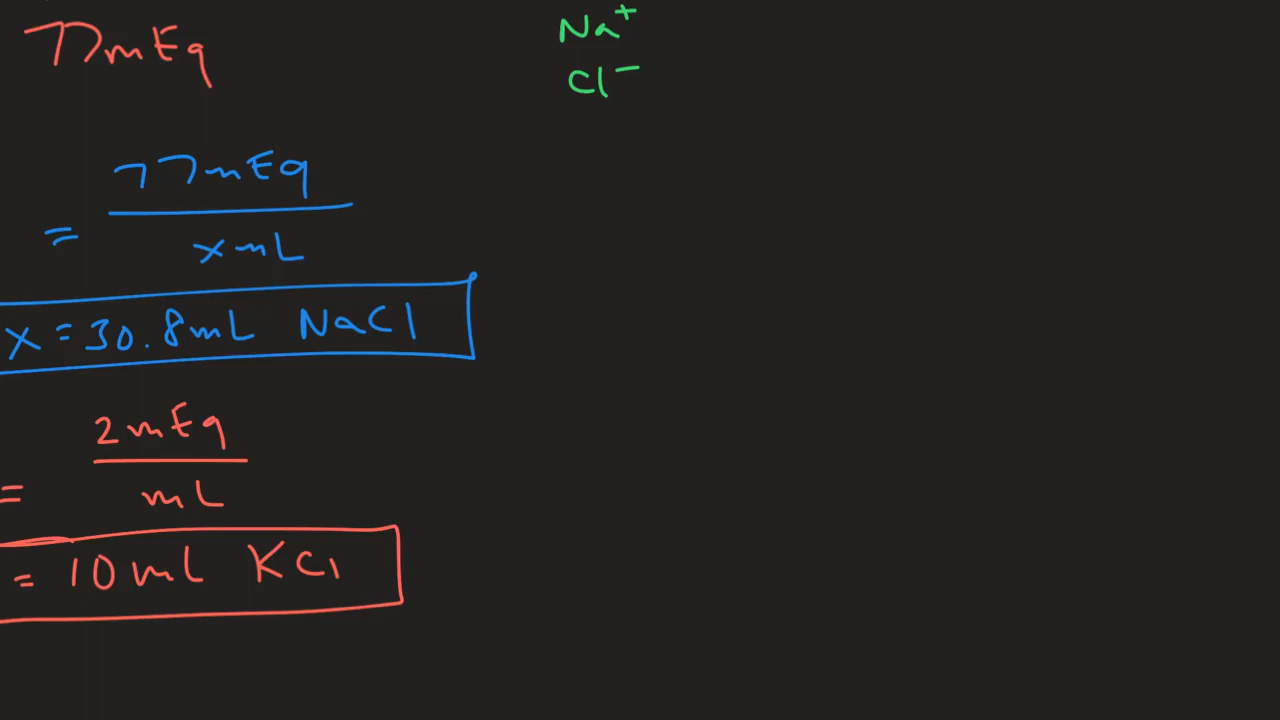 77mEq
Na+
Cl−
= 77mEq
xmL
x = 30.8mL NaCl
= 2mEq
mL
= 10mL KCl